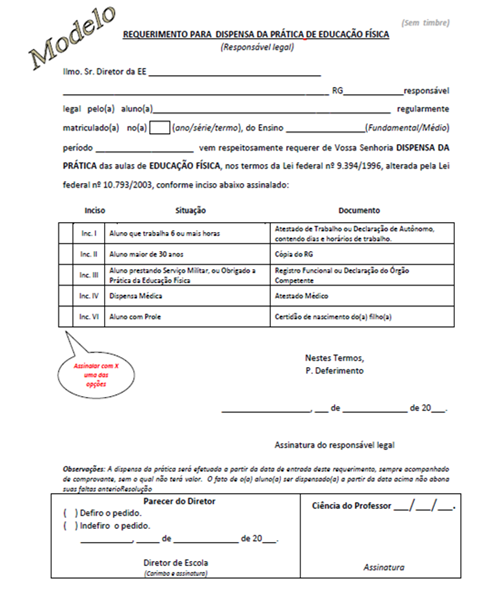 Modelo
(Sem timbre)
REQUERIMENTO PARA DISPENSA DA PRÁTICA DE EDUCAÇÃO FÍSICA
(Responsável legal)
Ilmo. Sr. Diretor da EE ________________________________________
________________________________________ RG____________responsável
legal pelo(a) aluno(a)________________________________________ regularmente
matriculado(a) no(a) (ano/série/termo), do Ensino ________________(Fundamental/Médio)
período ________________ vem respeitosamente requerer de Vossa Senhoria DISPENSA DA
PRÁTICA das aulas de EDUCAÇÃO FÍSICA, nos termos da Lei federal nº 9.394/1996, alterada pela Lei
federal nº 10.793/2003, conforme inciso abaixo assinalado:
Inciso Situação Documento
Inc. I Aluno que trabalha 6 ou mais horas Atestado de Trabalho ou Declaração de Autônomo,
contendo dias e horários de trabalho.
Inc. II Aluno maior de 30 anos Cópia do RG
Inc. III Aluno prestando Serviço Militar, ou Obrigado a Registro Funcional ou Declaração do Órgão
Prática da Educação Física Competente
Inc. IV Dispensa Médica Atestado Médico
Inc. VI Aluno com Prole Certidão de nascimento do(a) filho(a)
Assinalar com X
uma das
opções
Nestes Termos,
P. Deferimento
____________________, ___ de ______________ de 20___.
Assinatura do responsável legal
Observações: A dispensa da prática será efetuada a partir da data de entrada deste requerimento, sempre acompanhado
de comprovante, sem o qual não terá valor. O fato de o(a) aluno(a) ser dispensado(a) a partir da data acima não abona
suas faltas anterioResolução
Parecer do Diretor
( ) Defiro o pedido.
( ) Indefiro o pedido.
___________, _____ de ______________ de 20___.
Diretor de Escola
(Carimbo e assinatura)
Ciência do Professor ___/___/___.
Assinatura